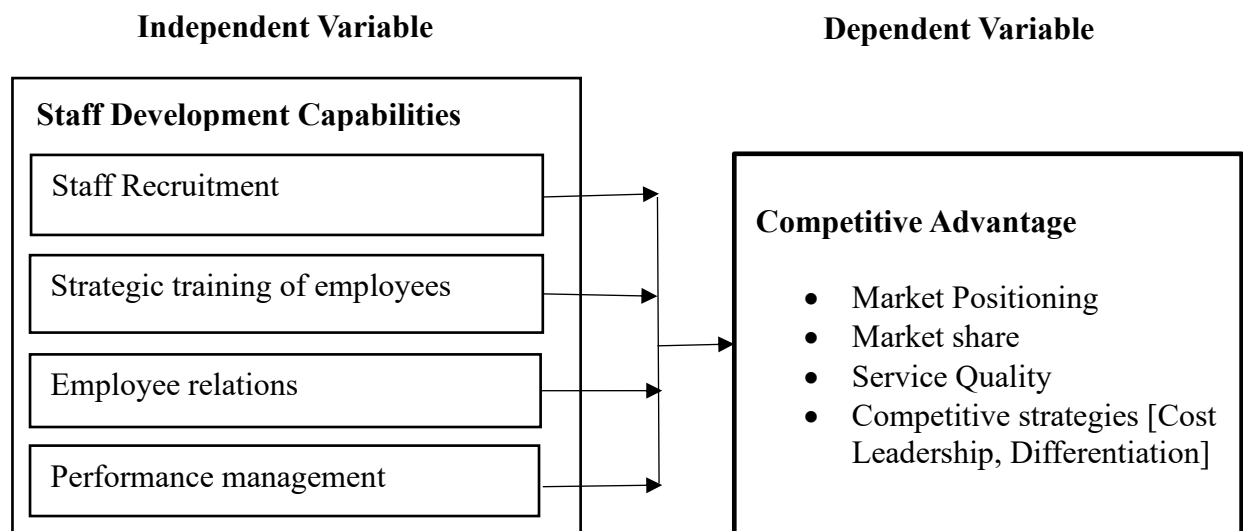 Independent Variable
Dependent Variable
Staff Development Capabilities
Staff Recruitment
Strategic training of employees
Employee relations
Performance management
Competitive Advantage
• Market Positioning
• Market share
• Service Quality
• Competitive strategies [Cost
Leadership, Differentiation]